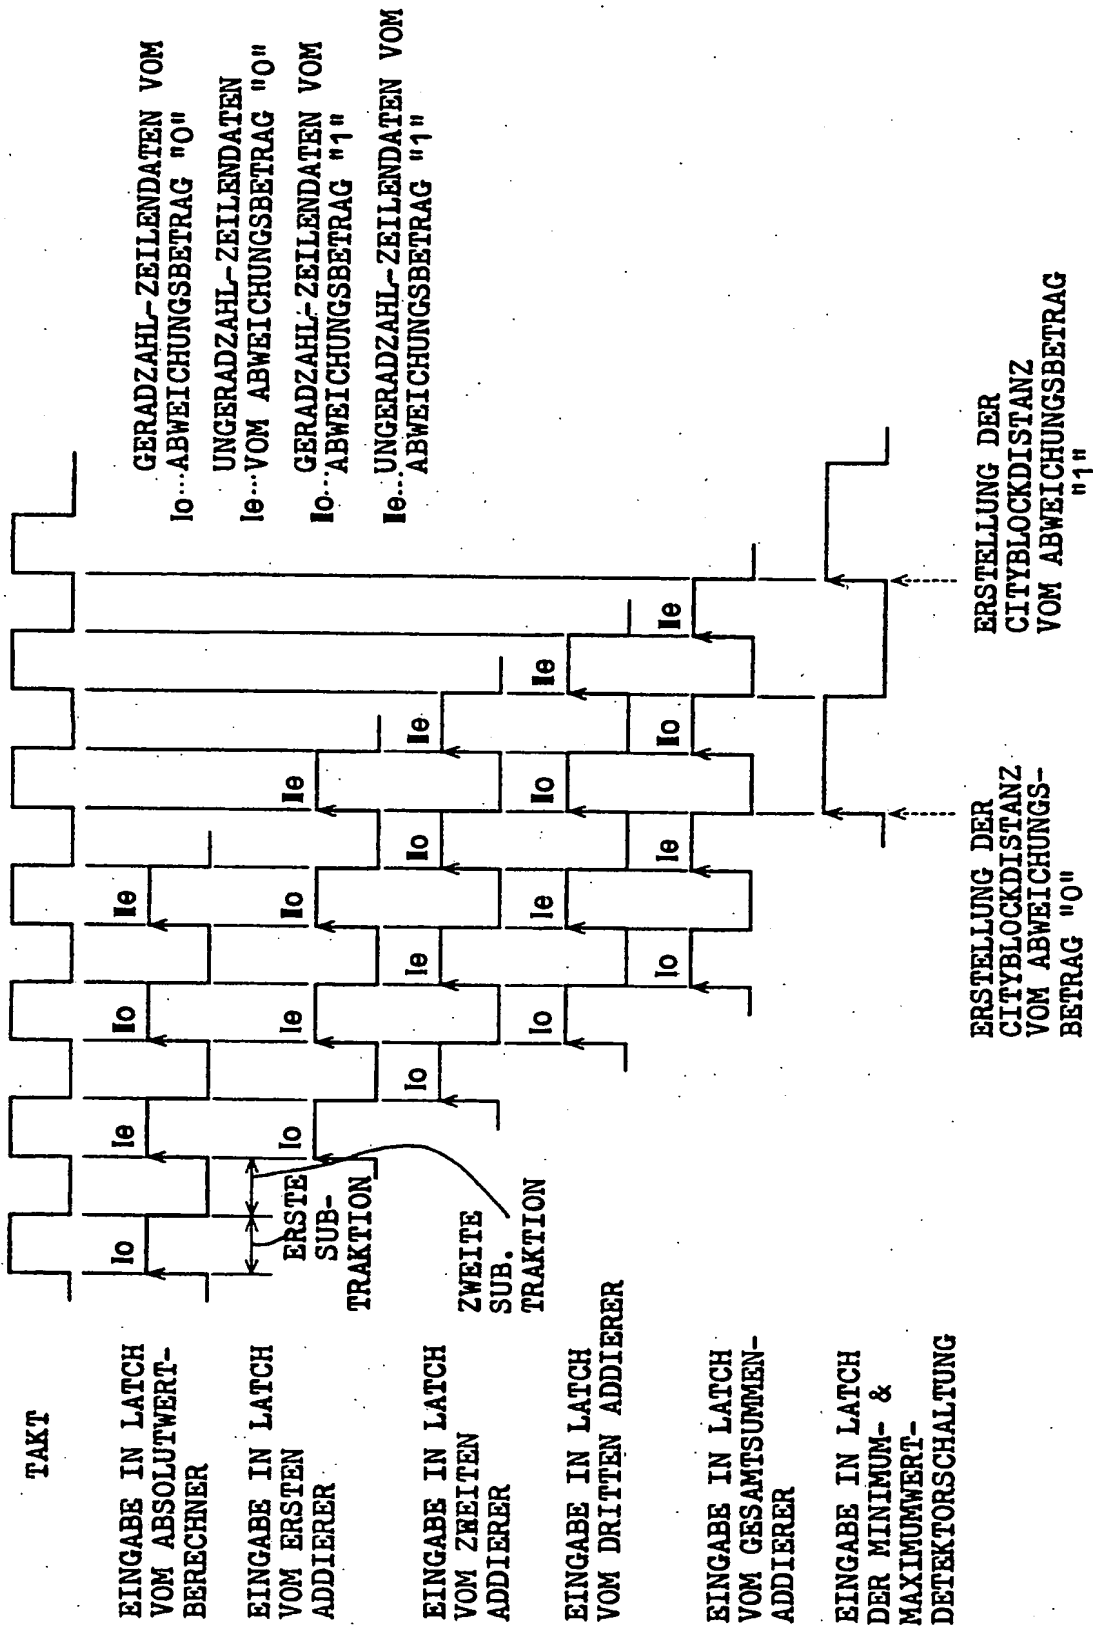 TAKT
EINGABE IN LATCH
VOM ABSOLUTWERT-
BERECHNER
EINGABE IN LATCH
VOM ERSTEN
ADDIERER
EINGABE IN LATCH
VOM ZWEITEN
ADDIERER
EINGABE IN LATCH
VOM DRITTEN ADDIERER
EINGABE IN LATCH
VOM GESAMTSUMMEN-
ADDIERER
EINGABE IN LATCH
DER MINIMUM- &
MAXIMUMWERT-
DETEKTORSCHALTUNG
Io
Ie
IIo
IIe
ERSTE
SUB-
TRAKTION
ZWEITE
SUB.
TRAKTION
Io
Ie
IIo
IIe
Io
Ie
IIo
IIe
Io
Ie
IIo
IIe
Io
Ie
IIo
IIe
GERADZAHL-ZEILENDATEN VOM
Io...ABWEICHUNGSBETRAG "0"
UNGERADZAHL-ZEILENDATEN
Ie...VOM ABWEICHUNGSBETRAG "0"
GERADZAHL-ZEILENDATEN VOM
IIo...ABWEICHUNGSBETRAG "1"
IIe...UNGERADZAHL-ZEILENDATEN VOM
ABWEICHUNGSBETRAG "1"
ERSTELLUNG DER
CITYBLOCKDISTANZ
VOM ABWEICHUNGS-
BETRAG "0"
ERSTELLUNG DER
CITYBLOCKDISTANZ
VOM ABWEICHUNGSBETRAG
"1"